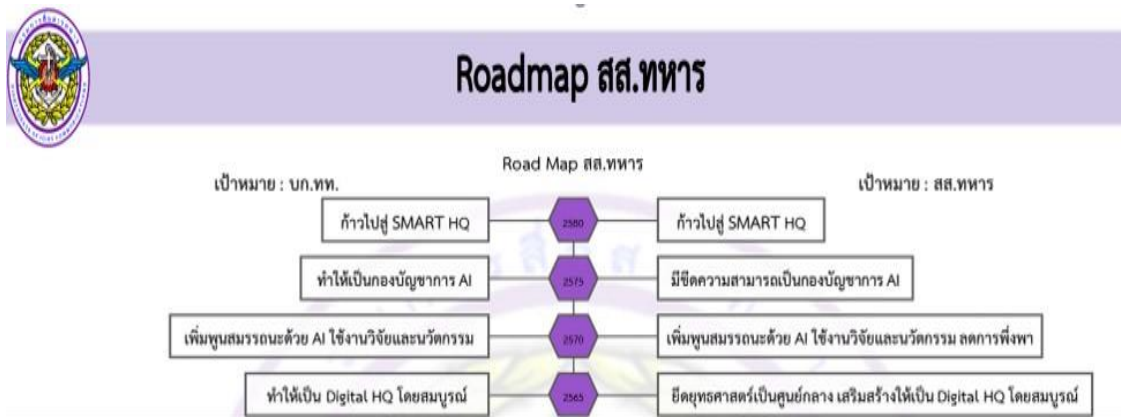 Roadmap สส.ทหาร
Road Map สส.ทหาร
เป้าหมาย : บก.ทท.
เป้าหมาย : สส.ทหาร
ก้าวไปสู่ SMART HQ
2580
ก้าวไปสู่ SMART HQ
ทำให้เป็นกองบัญชาการ AI
2575
มีขีดความสามารถเป็นกองบัญชาการ AI
เพิ่มพูนสมรรถนะด้วย AI ใช้งานวิจัยและนวัตกรรม
2570
เพิ่มพูนสมรรถนะด้วย AI ใช้งานวิจัยและนวัตกรรม ลดการพึ่งพา
ทำให้เป็น Digital HQ โดยสมบูรณ์
2565
ยึดยุทธศาสตร์เป็นศูนย์กลาง เสริมสร้างให้เป็น Digital HQ โดยสมบูรณ์